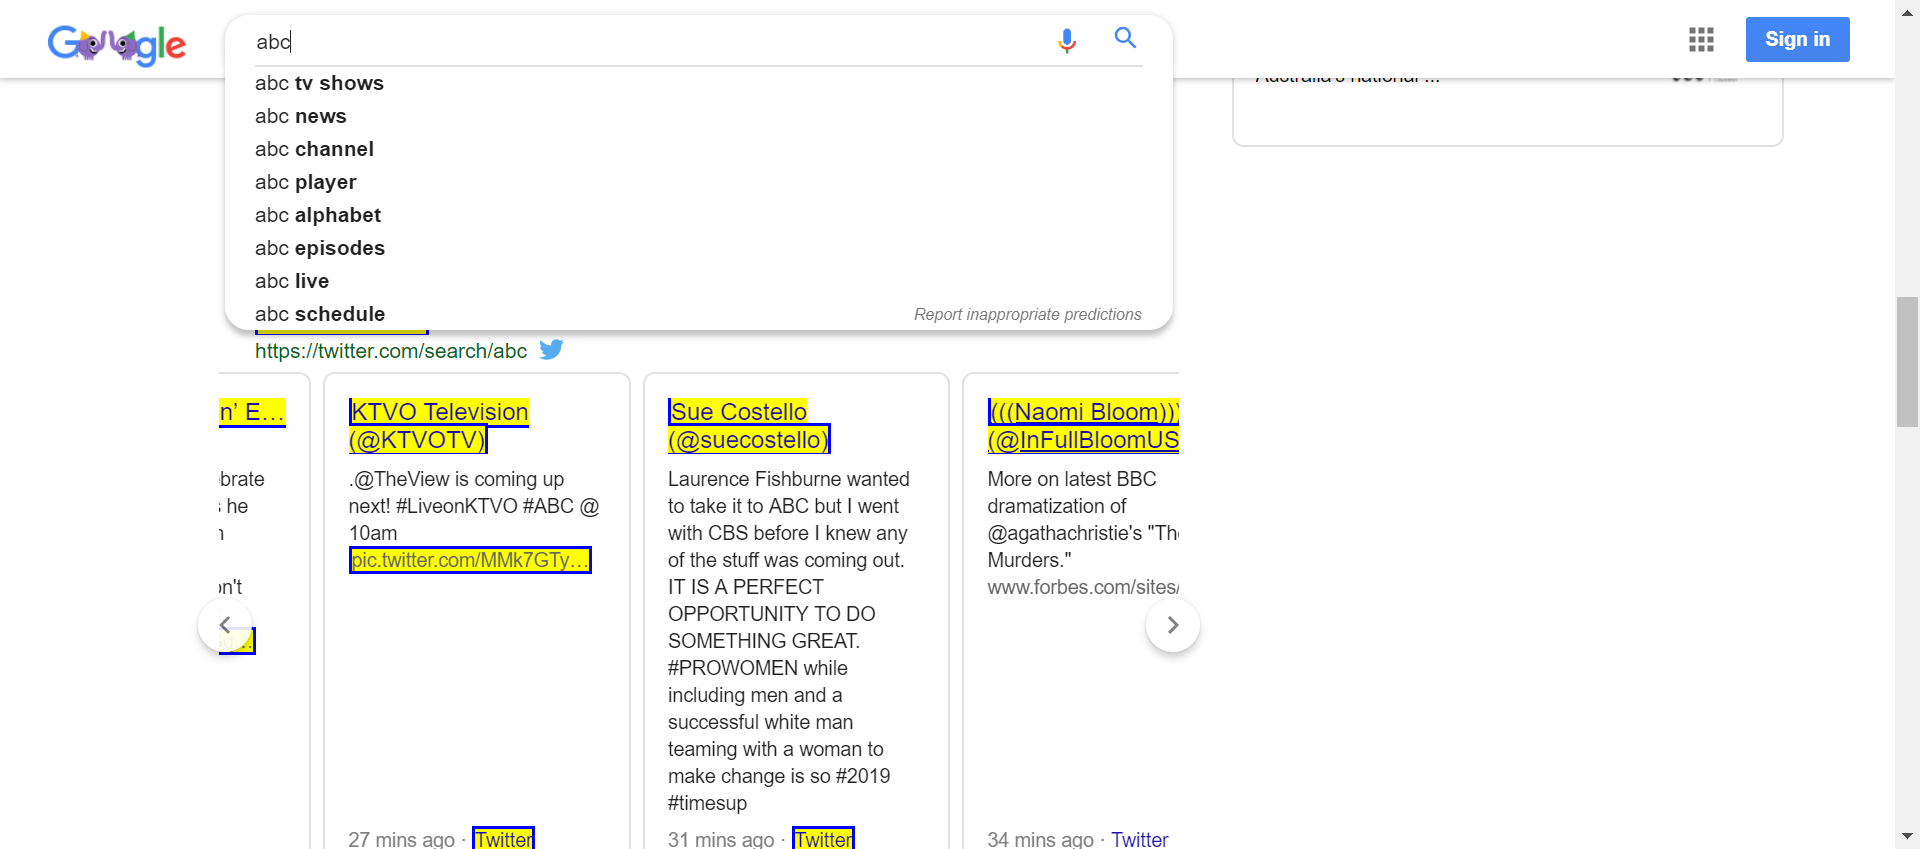 Google
abc
Sign in
abc tv shows
abc news
abc channel
abc player
abc alphabet
abc episodes
abc live
abc schedule
Report inappropriate predictions
Australia's national ...
https://twitter.com/search/abc
n' E…
he
n't
KTVO Television
(@KTVOTV)
.@TheView is coming up
next! #LiveonKTVO #ABC @
10am
pic.twitter.com/MMk7GTy…
27 mins ago · Twitter
Sue Costello
(@suecostello)
Laurence Fishburne wanted
to take it to ABC but I went
with CBS before I knew any
of the stuff was coming out.
IT IS A PERFECT
OPPORTUNITY TO DO
SOMETHING GREAT.
#PROWOMEN while
including men and a
successful white man
teaming with a woman to
make change is so #2019
#timesup
31 mins ago · Twitter
(((Naomi Bloom)))
(@InFullBloomUS
More on latest BBC
dramatization of
@agathachristie's "The
Murders."
www.forbes.com/sites/
34 mins ago · Twitter